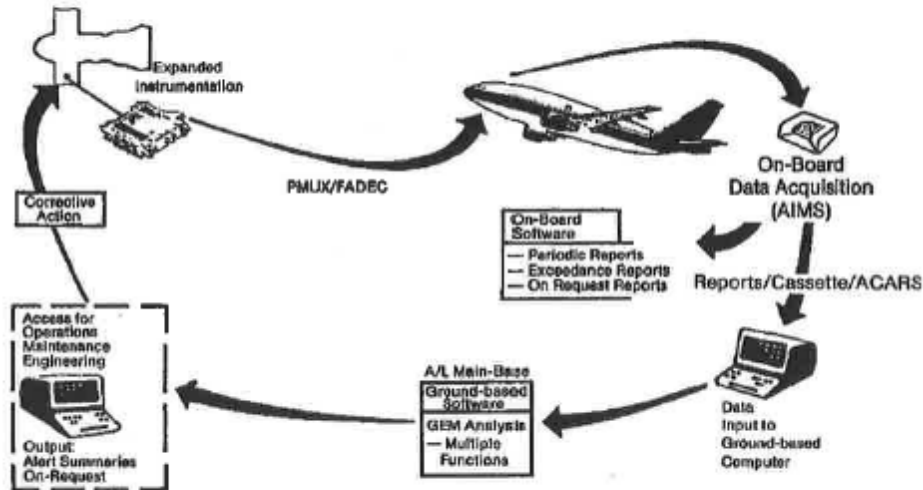 Expanded
Instrumentation
PMUX/FADEC
On-Board
Data Acquisition
(AIMS)
On-Board
Software
— Periodic Reports
— Exceedance Reports
— On Request Reports
Reports/Cassette/ACARS
Data
Input to
Ground-based
Computer
A/L Main-Base
Ground-based
Software
GEM Analysis
— Multiple
Functions
Access for
Operations
Maintenance
Engineering
Output:
Alert Summaries
On-Request
Corrective
Action